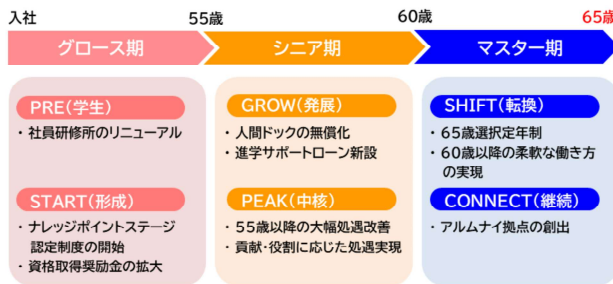 入社
55歳
60歳
65歳
グロース期
シニア期
マスター期
PRE(学生)
・社員研修所のリニューアル
START(形成)
・ナレッジポイントステージ
認定制度の開始
・資格取得奨励金の拡大
GROW(発展)
・人間ドックの無償化
・進学サポートローン新設
PEAK(中核)
・55歳以降の大幅処遇改善
・貢献・役割に応じた処遇実現
SHIFT(転換)
・65歳選択定年制
・60歳以降の柔軟な働き方
の実現
CONNECT(継続)
・アルムナイ拠点の創出